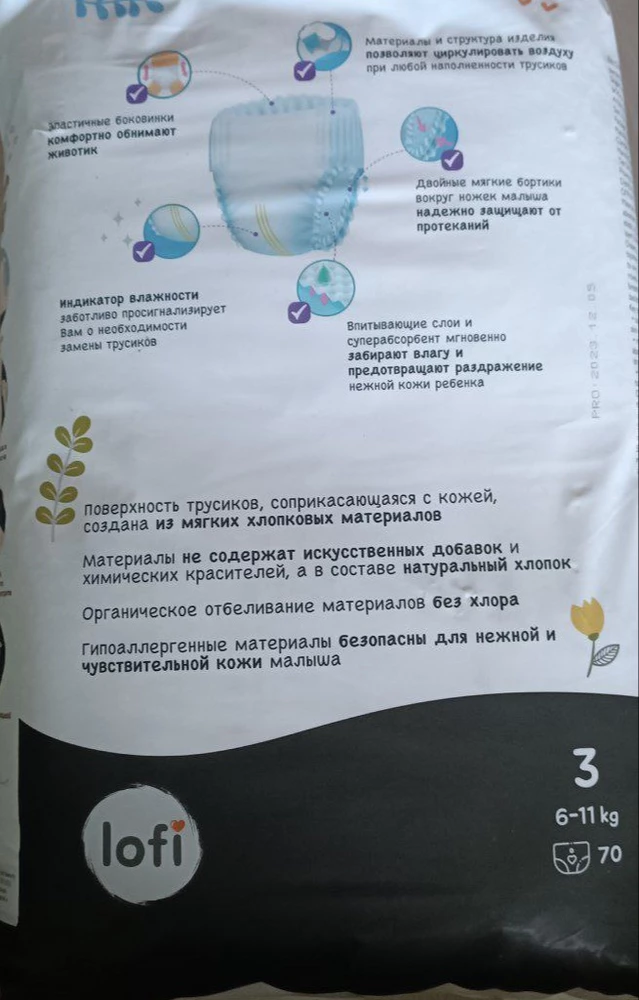 Материалы и структура изделия
позволяют циркулировать воздуху
при любой наполненности трусиков
Эластичные боковинки
комфортно обнимают
животик
Двойные мягкие бортики
вокруг ножек малыша
надежно защищают от
протеканий
Индикатор влажности
заботливо просигнализирует
Вам о необходимости
замены трусиков
Впитывающие слои и
суперабсорбент мгновенно
забирают влагу и
предотвращают раздражение
нежной кожи ребенка
PRO: 2023 12 05
Поверхность трусиков, соприкасающаяся с кожей,
создана из мягких хлопковых материалов
Материалы не содержат искусственных добавок и
химических красителей, а в составе натуральный хлопок
Органическое отбеливание материалов без хлора
Гипоаллергенные материалы безопасны для нежной и
чувствительной кожи малыша
lofi
3
6-11 kg
70